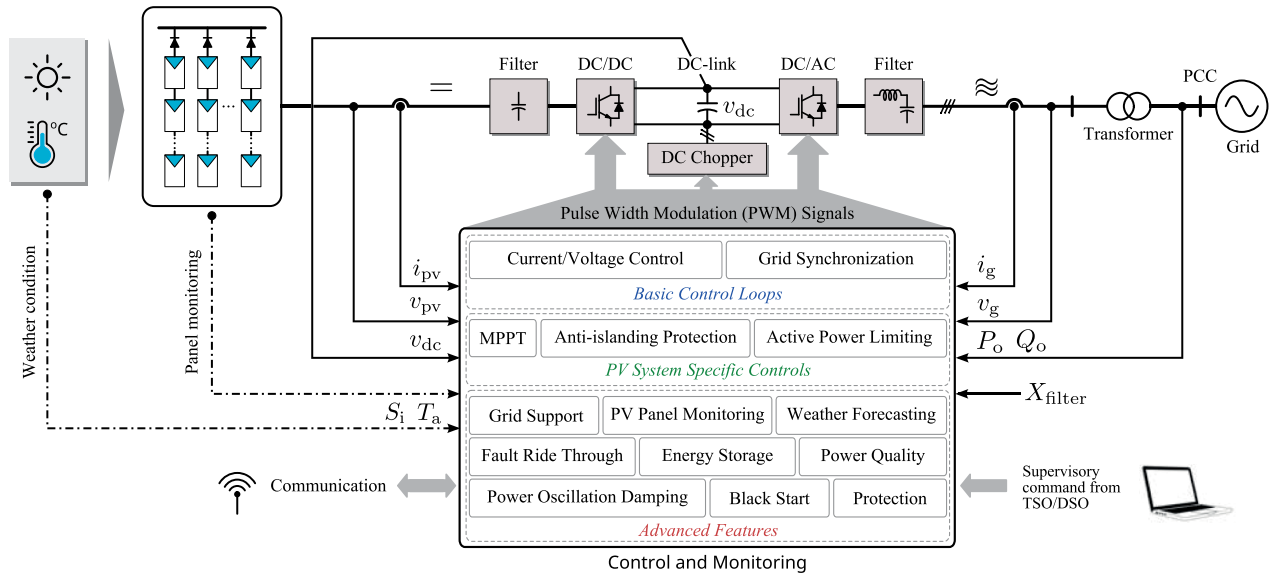 Filter
DC/DC
DC-link
DC/AC
Filter
PCC
°C
...
=
v_dc
≋
Transformer
Grid
DC Chopper
Pulse Width Modulation (PWM) Signals
Weather condition
Panel monitoring
i_pv
v_pv
v_dc
S_i T_a
Current/Voltage Control
Grid Synchronization
Basic Control Loops
MPPT
Anti-islanding Protection
Active Power Limiting
PV System Specific Controls
Grid Support
PV Panel Monitoring
Weather Forecasting
Fault Ride Through
Energy Storage
Power Quality
Power Oscillation Damping
Black Start
Protection
Advanced Features
Control and Monitoring
i_g
v_g
P_o Q_o
X_filter
Communication
Supervisory
command from
TSO/DSO